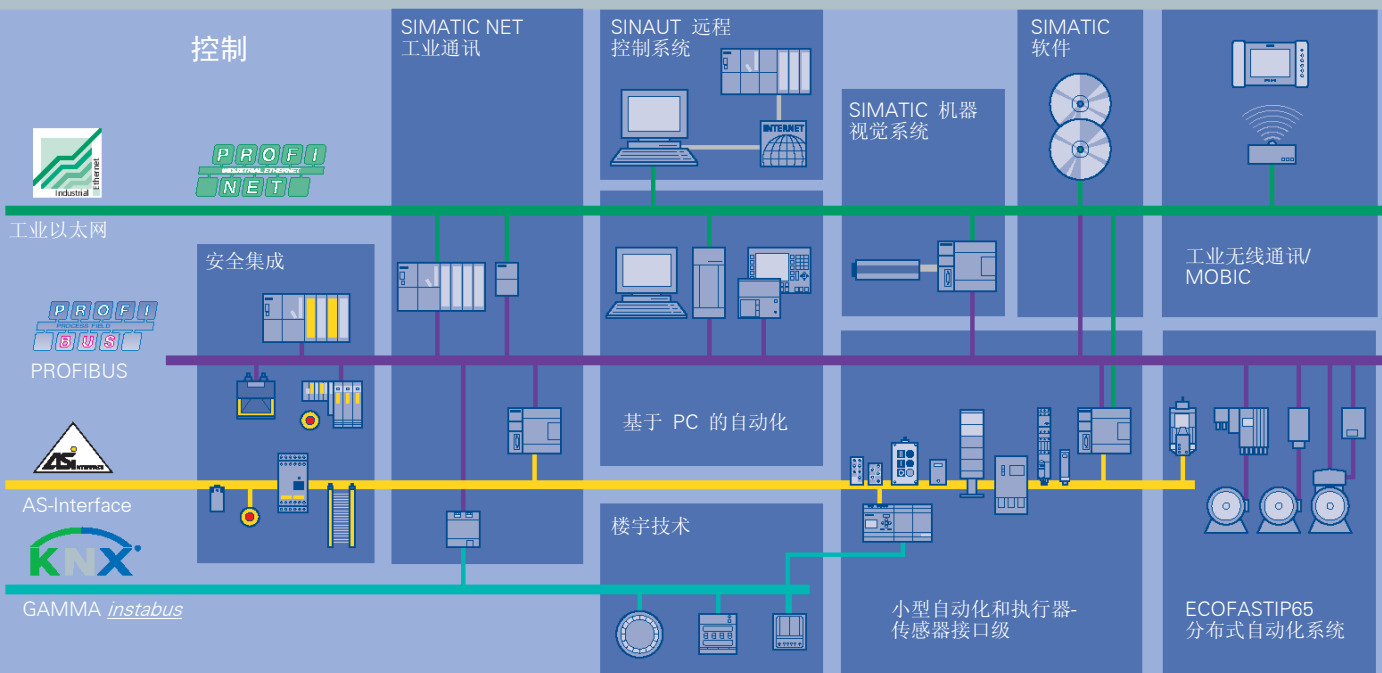 控制
SIMATIC NET
工业通讯
SINAUT 远程
控制系统
INTERNET
SIMATIC 机器
视觉系统
SIMATIC
软件
Industrial
Ethernet
PROFI
INDUSTRIAL ETHERNET
NET
工业以太网
安全集成
工业无线通讯/
MOBIC
PROFI
PROCESS FIELD
BUS
PROFIBUS
基于 PC 的自动化
ASi
INTERFACE
AS-Interface
楼宇技术
KNX
GAMMA instabus
小型自动化和执行器-
传感器接口级
ECOFASTIP65
分布式自动化系统